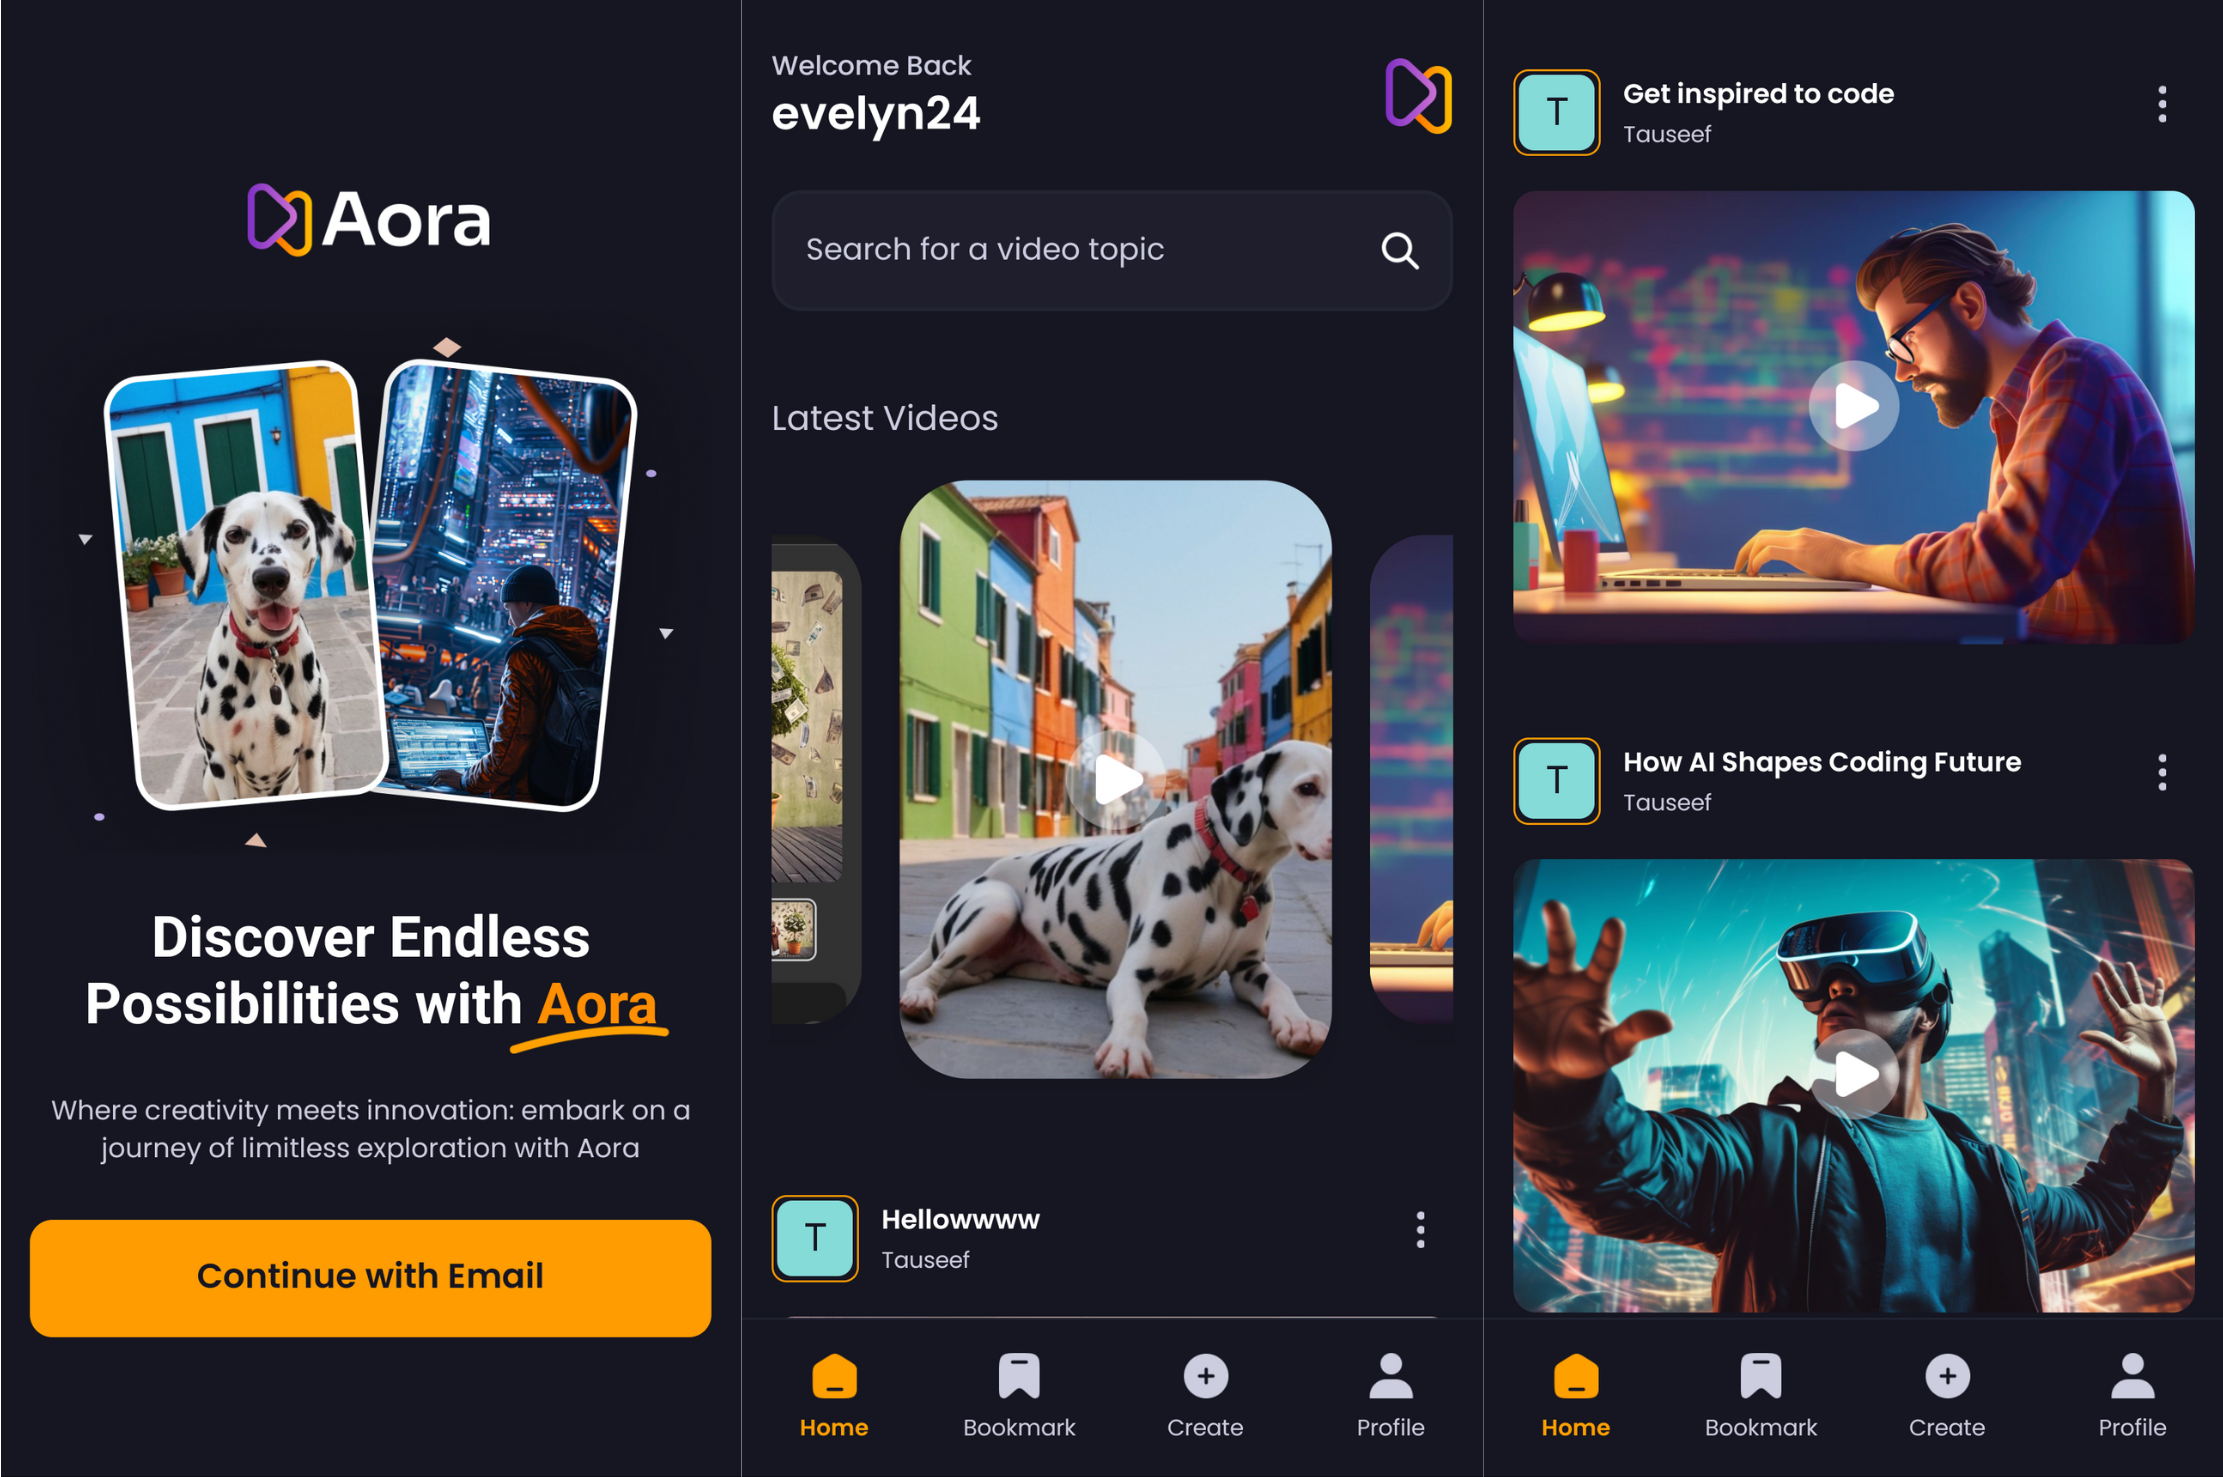 Aora
Discover Endless
Possibilities with Aora
Where creativity meets innovation: embark on a
journey of limitless exploration with Aora
Continue with Email
Welcome Back
evelyn24
Search for a video topic
Latest Videos
T
Hellowwww
Tauseef
Home
Bookmark
Create
Profile
T
Get inspired to code
Tauseef
T
How AI Shapes Coding Future
Tauseef
Home
Bookmark
Create
Profile